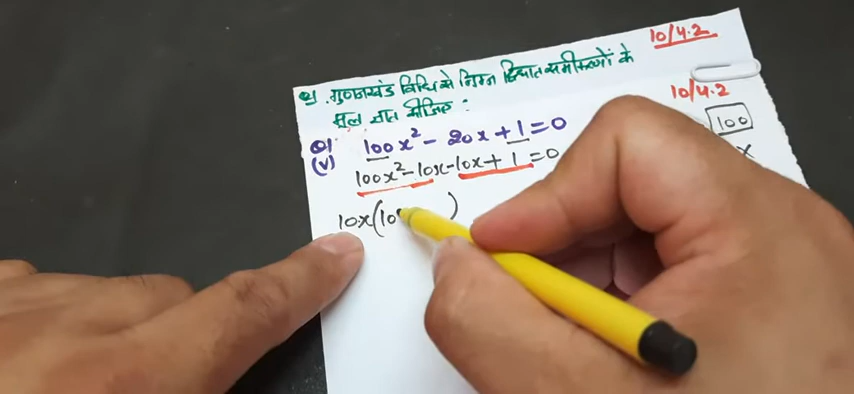 10/4.2
प्र. गुणनखंड विधि से निम्न द्विघात समीकरणों के
मूल ज्ञात कीजिए :
10/4.2
Q1 100x² - 20x + 1 = 0
100
(v) 100x² - 10x - 10x + 1 = 0
10x(10 )